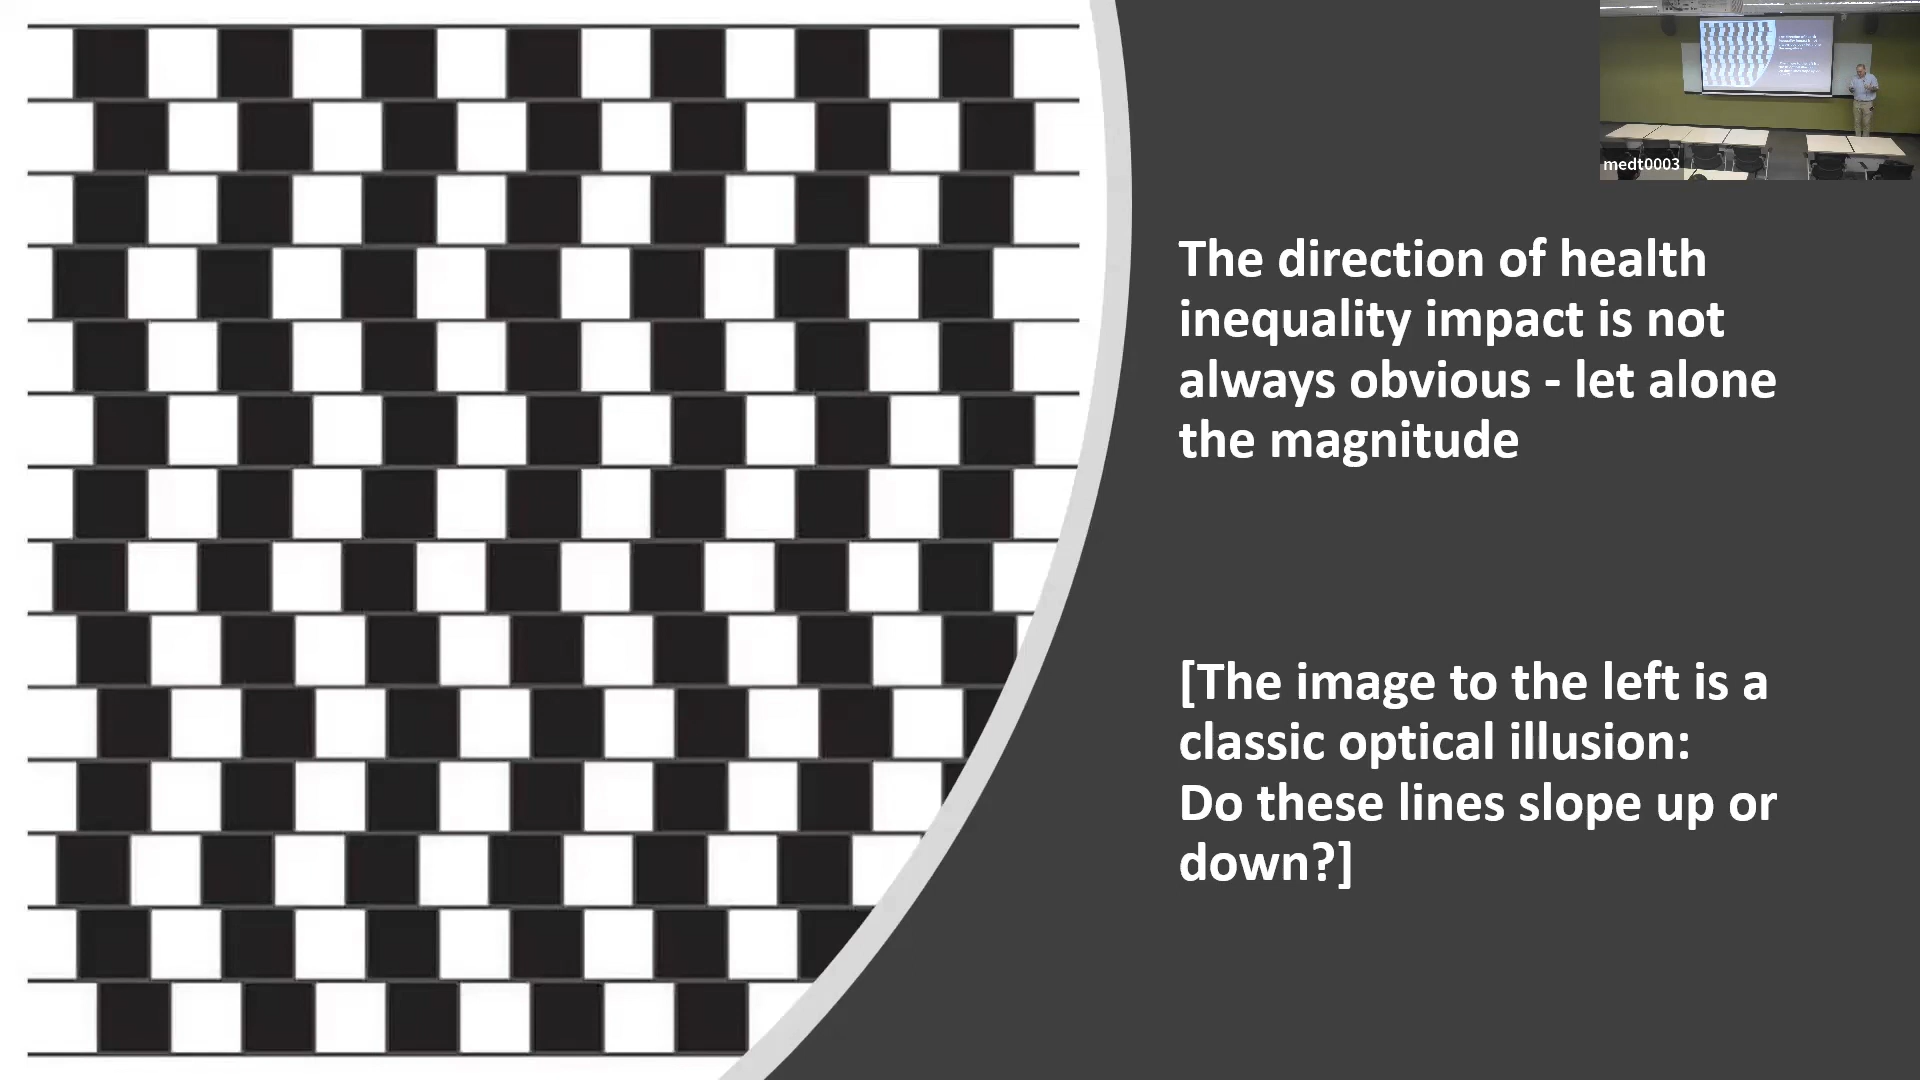 medt0003
The direction of health
inequality impact is not
always obvious - let alone
the magnitude
[The image to the left is a
classic optical illusion:
Do these lines slope up or
down?]